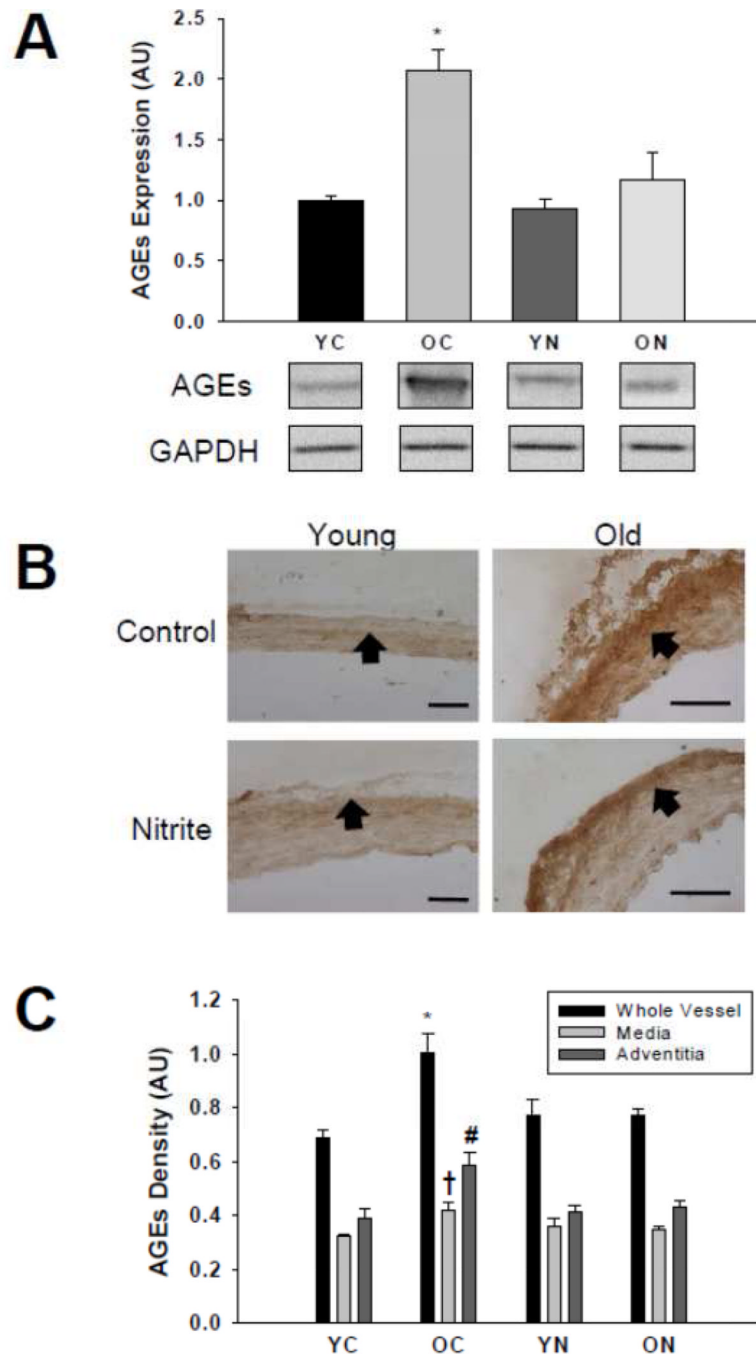 A
AGEs Expression (AU)
2.5
2.0
1.5
1.0
0.5
0.0
*
YC OC YN ON
AGEs
GAPDH
B
Young Old
Control
Nitrite
C
AGEs Density (AU)
1.2
1.0
0.8
0.6
0.4
0.2
0.0
*
†
#
Whole Vessel
Media
Adventitia
YC OC YN ON